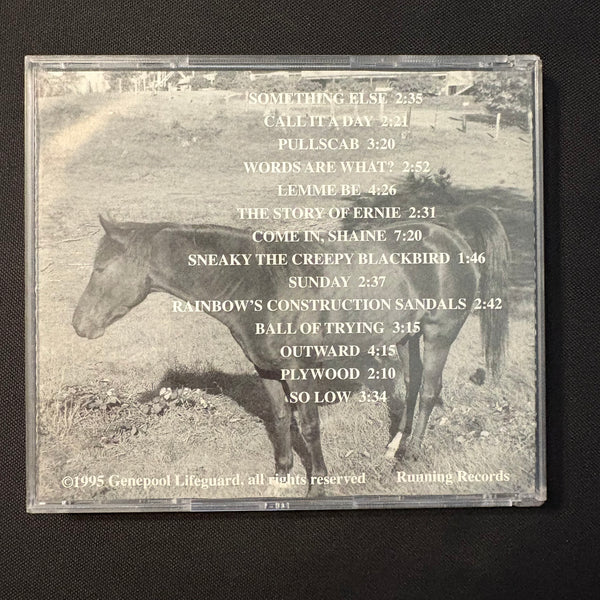 SOMETHING ELSE 2:35
CALL IT A DAY 2:21
PULLSCAB 3:20
WORDS ARE WHAT? 2:52
LEMME BE 4:26
THE STORY OF ERNIE 2:31
COME IN, SHAINE 7:20
SNEAKY THE CREEPY BLACKBIRD 1:46
SUNDAY 2:37
RAINBOW'S CONSTRUCTION SANDALS 2:42
BALL OF TRYING 3:15
OUTWARD 4:15
PLYWOOD 2:10
SO LOW 3:34
©1995 Genepool Lifeguard, all rights reserved Running Records